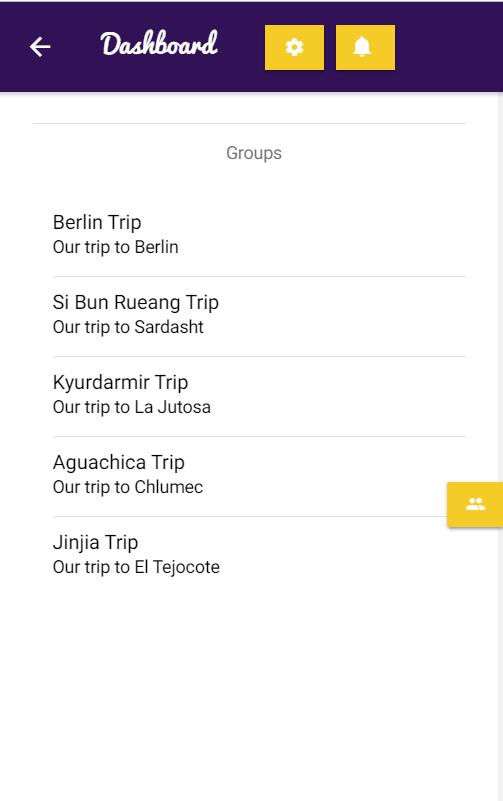 Dashboard
Groups
Berlin Trip
Our trip to Berlin
Si Bun Rueang Trip
Our trip to Sardasht
Kyurdarmir Trip
Our trip to La Jutosa
Aguachica Trip
Our trip to Chlumec
Jinjia Trip
Our trip to El Tejocote